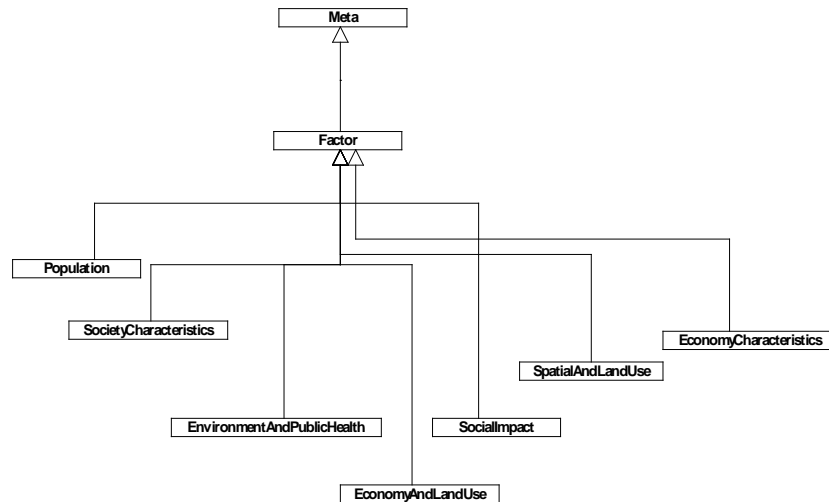 Meta
Factor
Population
SocietyCharacteristics
EconomyCharacteristics
SpatialAndLandUse
EnvironmentAndPublicHealth
SocialImpact
EconomyAndLandUse